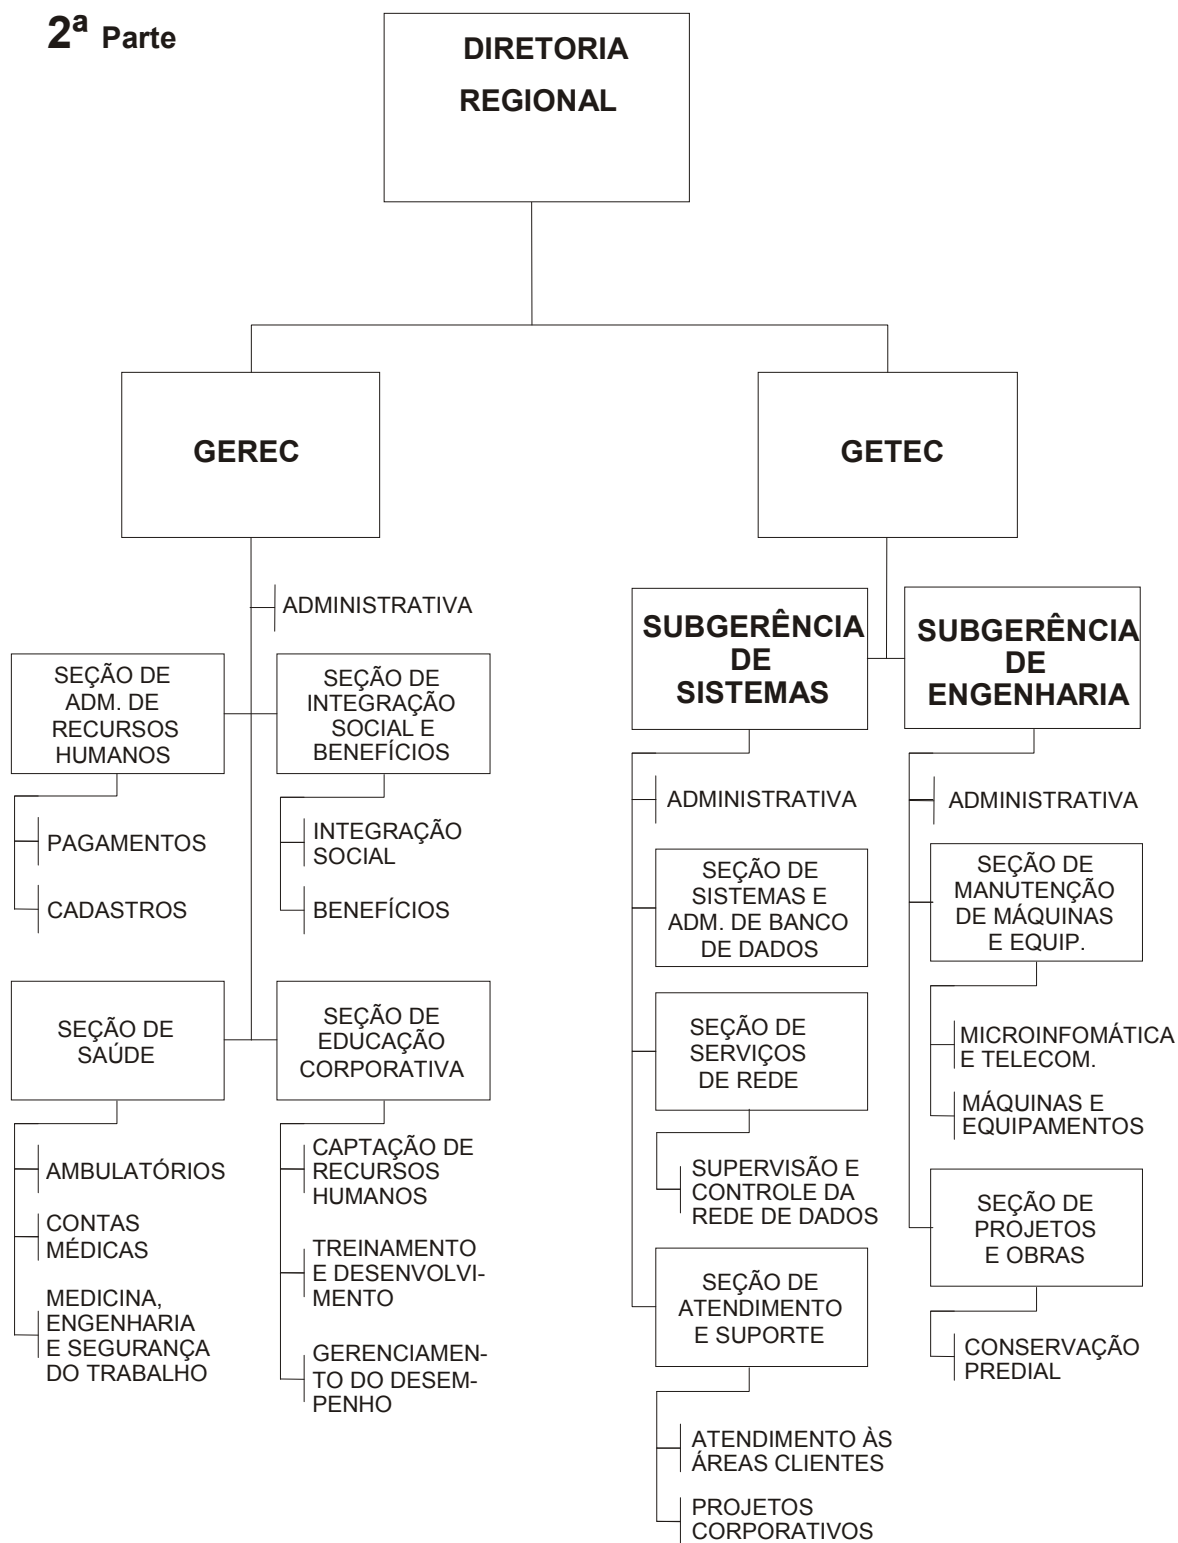 2ª Parte
DIRETORIA
REGIONAL
GEREC
ADMINISTRATIVA
SEÇÃO DE
ADM. DE
RECURSOS
HUMANOS
PAGAMENTOS
CADASTROS
SEÇÃO DE
INTEGRAÇÃO
SOCIAL E
BENEFÍCIOS
INTEGRAÇÃO
SOCIAL
BENEFÍCIOS
SEÇÃO DE
SAÚDE
AMBULATÓRIOS
CONTAS
MÉDICAS
MEDICINA,
ENGENHARIA
E SEGURANÇA
DO TRABALHO
SEÇÃO DE
EDUCAÇÃO
CORPORATIVA
CAPTAÇÃO DE
RECURSOS
HUMANOS
TREINAMENTO
E DESENVOLVI-
MENTO
GERENCIAMEN-
TO DO DESEM-
PENHO
GETEC
SUBGERÊNCIA
DE
SISTEMAS
ADMINISTRATIVA
SEÇÃO DE
SISTEMAS E
ADM. DE BANCO
DE DADOS
SEÇÃO DE
SERVIÇOS
DE REDE
SUPERVISÃO E
CONTROLE DA
REDE DE DADOS
SEÇÃO DE
ATENDIMENTO
E SUPORTE
ATENDIMENTO ÀS
ÁREAS CLIENTES
PROJETOS
CORPORATIVOS
SUBGERÊNCIA
DE
ENGENHARIA
ADMINISTRATIVA
SEÇÃO DE
MANUTENÇÃO
DE MÁQUINAS
E EQUIP.
MICROINFOMÁTICA
E TELECOM.
MÁQUINAS E
EQUIPAMENTOS
SEÇÃO DE
PROJETOS
E OBRAS
CONSERVAÇÃO
PREDIAL